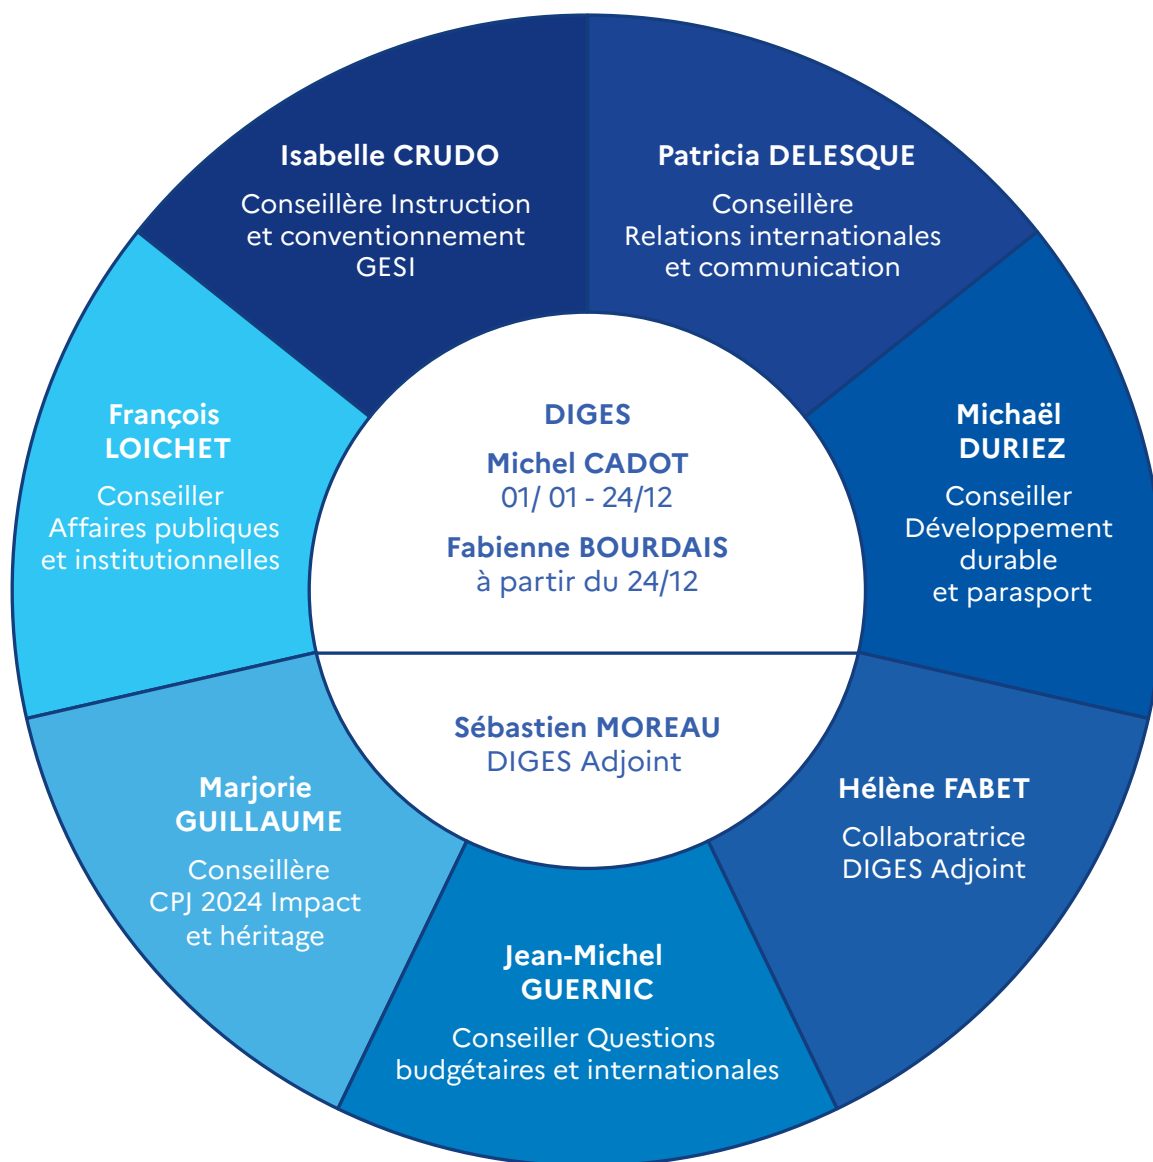 Isabelle CRUDO
Conseillère Instruction
et conventionnement
GESI
Patricia DELESQUE
Conseillère
Relations internationales
et communication
Michaël
DURIEZ
Conseiller
Développement
durable
et parasport
Hélène FABET
Collaboratrice
DIGES Adjoint
Jean-Michel
GUERNIC
Conseiller Questions
budgétaires et internationales
Marjorie
GUILLAUME
Conseillère
CPJ 2024 Impact
et héritage
François
LOICHET
Conseiller
Affaires publiques
et institutionnelles
DIGES
Michel CADOT
01/ 01 - 24/12
Fabienne BOURDAIS
à partir du 24/12
Sébastien MOREAU
DIGES Adjoint